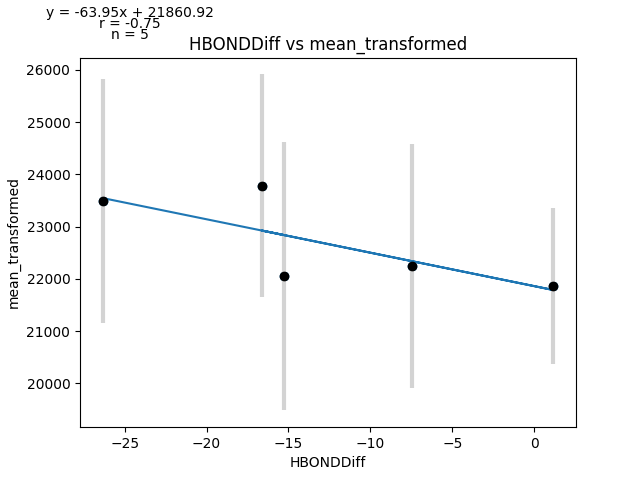 y = -63.95x + 21860.92
r = -0.75
n = 5
HBONDDiff vs mean_transformed
26000
25000
24000
23000
22000
21000
20000
mean_transformed
−25
−20
−15
−10
−5
0
HBONDDiff